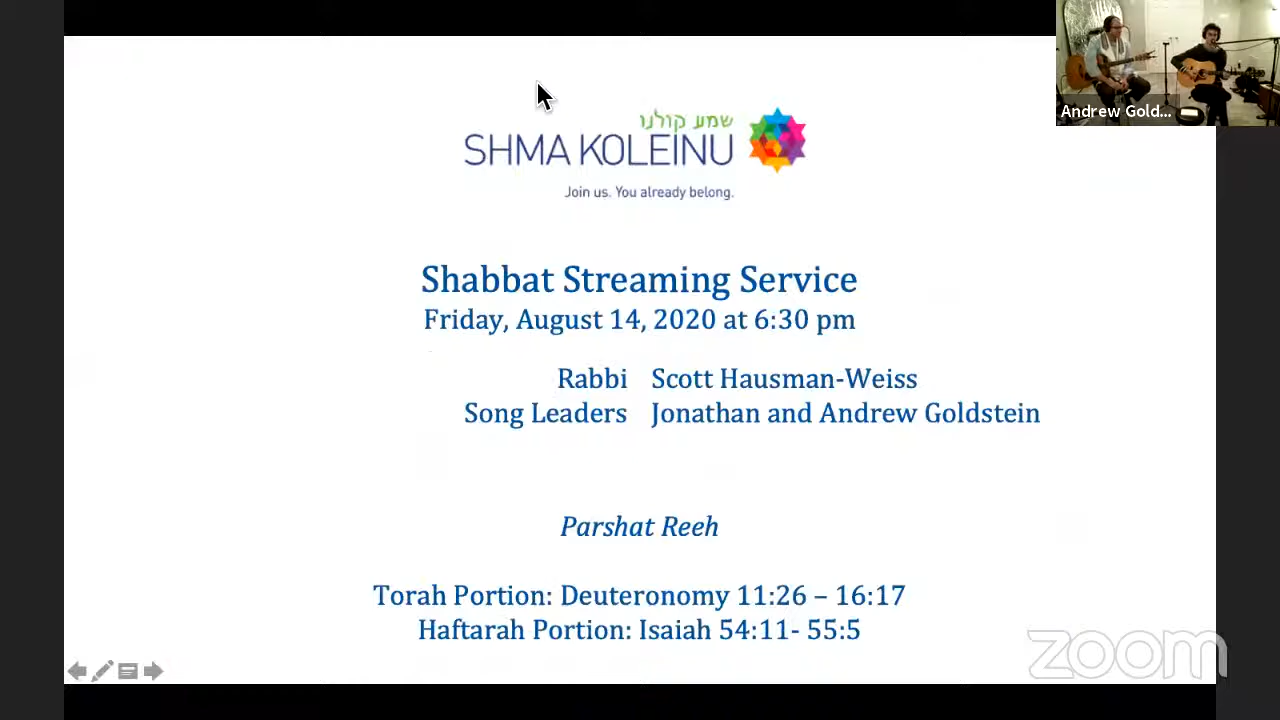 Andrew Gold...
שמע קולנו
SHMA KOLEINU
Join us. You already belong.
Shabbat Streaming Service
Friday, August 14, 2020 at 6:30 pm
Rabbi Scott Hausman-Weiss
Song Leaders Jonathan and Andrew Goldstein
Parshat Reeh
Torah Portion: Deuteronomy 11:26 – 16:17
Haftarah Portion: Isaiah 54:11- 55:5
zoom